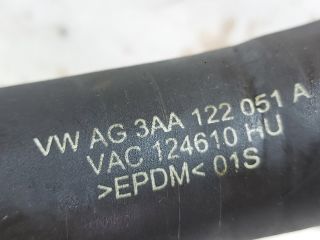 VW AG 3AA 122 051 A
VAC 124610 HU
>EPDM< 01S